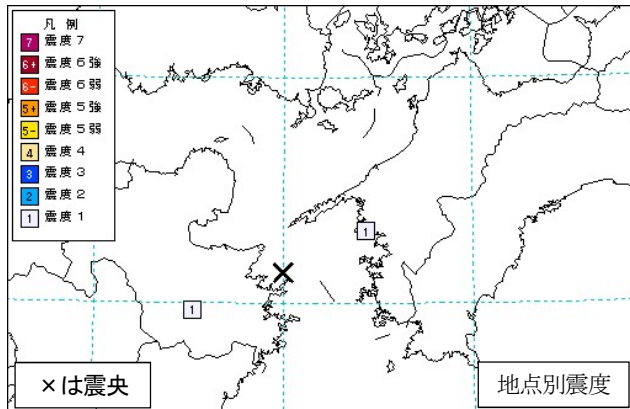 凡 例
7 震度７
6+ 震度６強
6- 震度６弱
5+ 震度５強
5- 震度５弱
4 震度４
3 震度３
2 震度２
1 震度１
1
1
×は震央
地点別震度